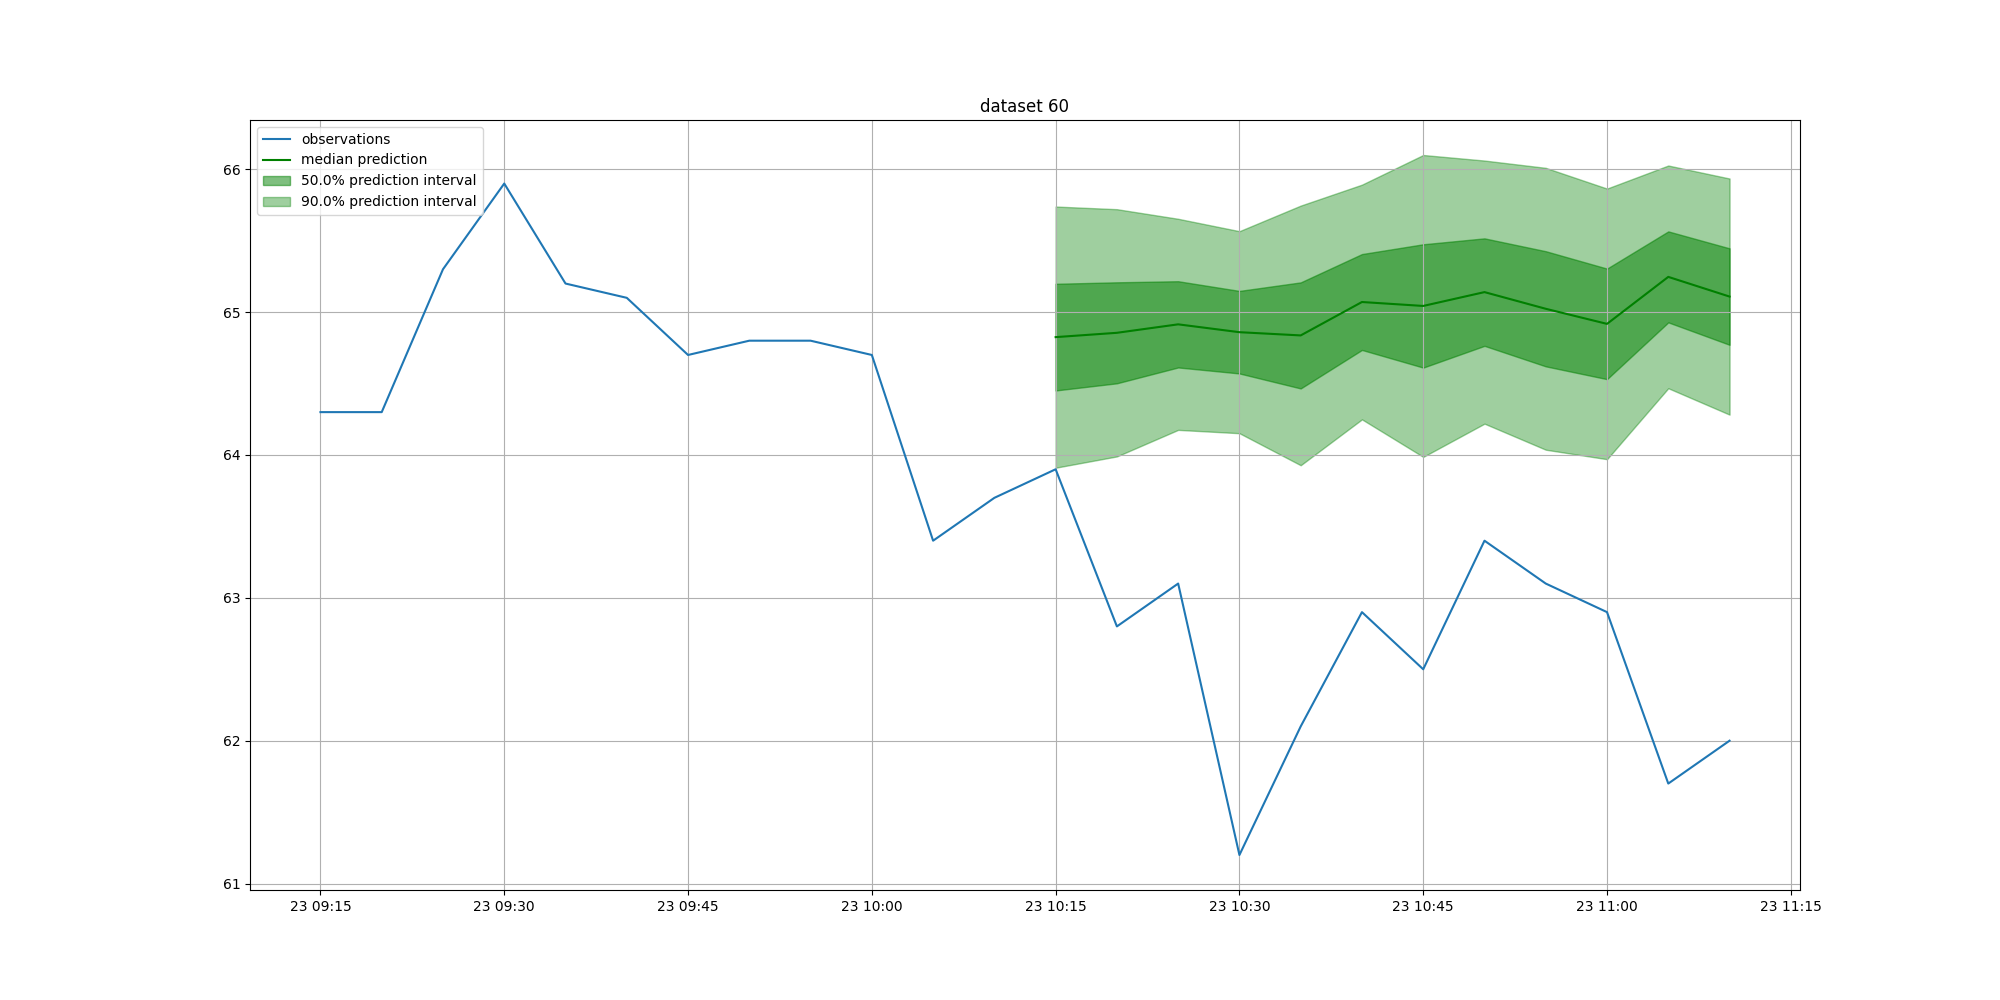 dataset 60
observations
median prediction
50.0% prediction interval
90.0% prediction interval
66
65
64
63
62
61
23 09:15 23 09:30 23 09:45 23 10:00 23 10:15 23 10:30 23 10:45 23 11:00 23 11:15